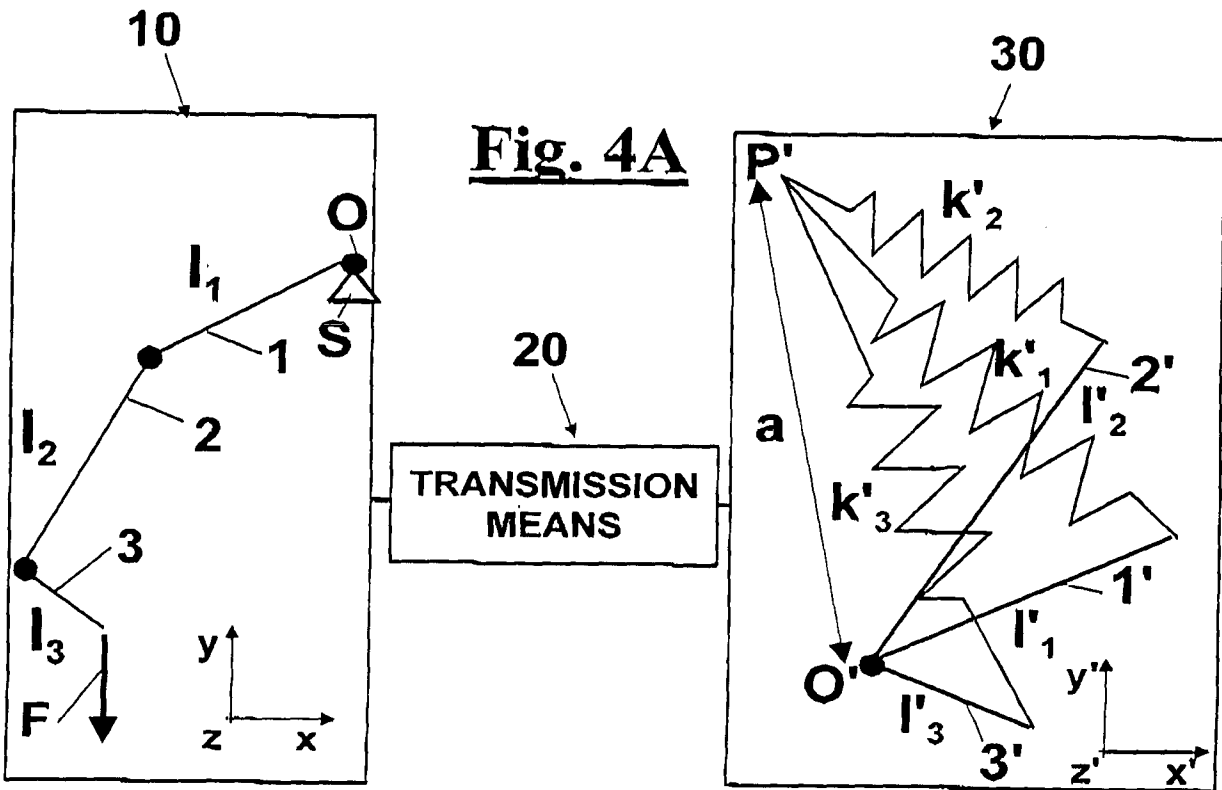 10
30
Fig. 4A
P'
k'2
O
l1
S
1
20
k'1
2'
l'2
2
a
l2
TRANSMISSION
MEANS
k'3
3
1'
l3
l'1
y
O'
y'
F
l'3
z
x
3'
z'
x'